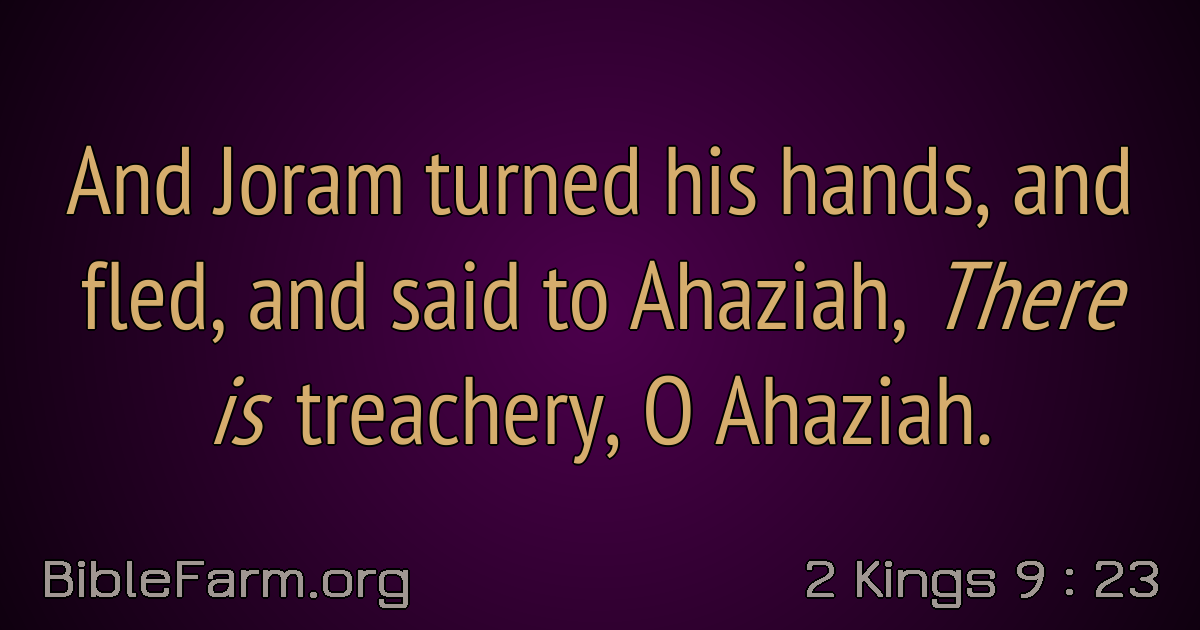 And Joram turned his hands, and
fled, and said to Ahaziah, There
is treachery, O Ahaziah.
BibleFarm.org
2 Kings 9 : 23